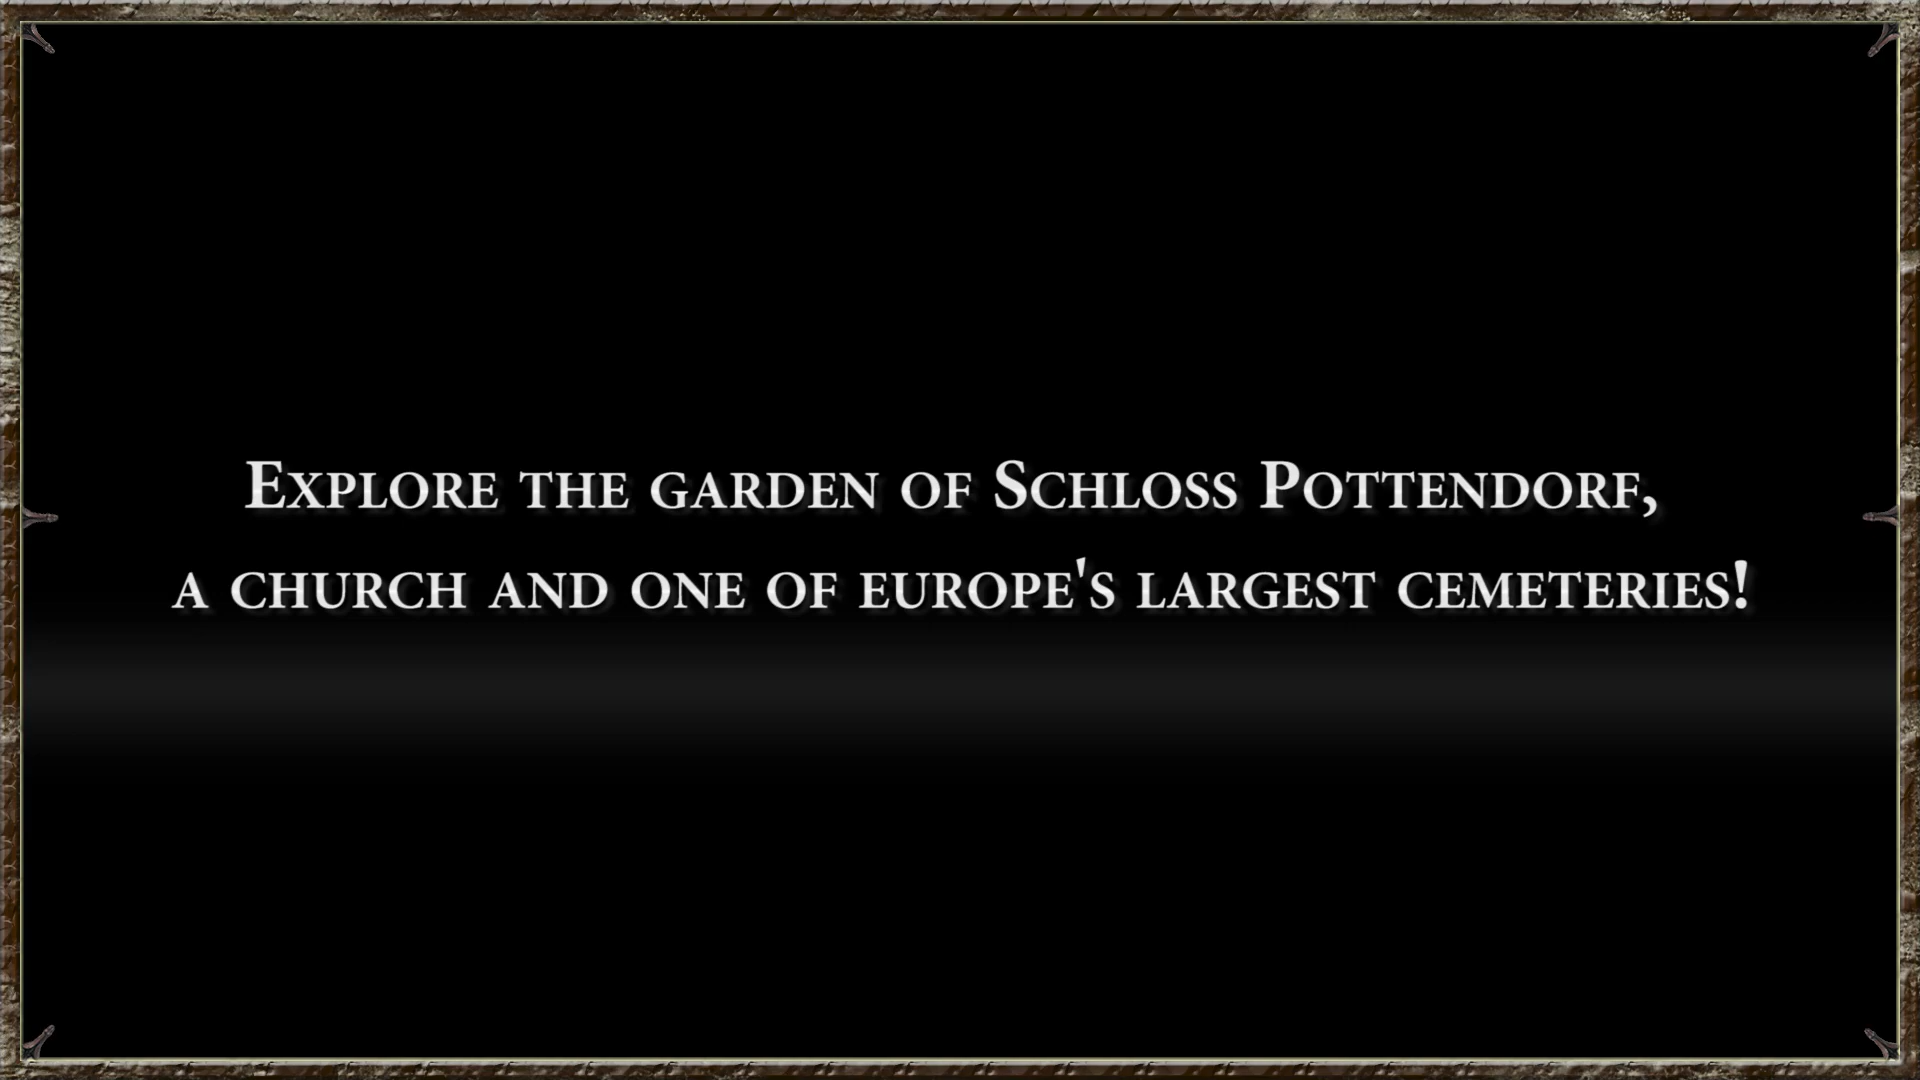 Explore the garden of Schloss Pottendorf,
a church and one of europe's largest cemeteries!